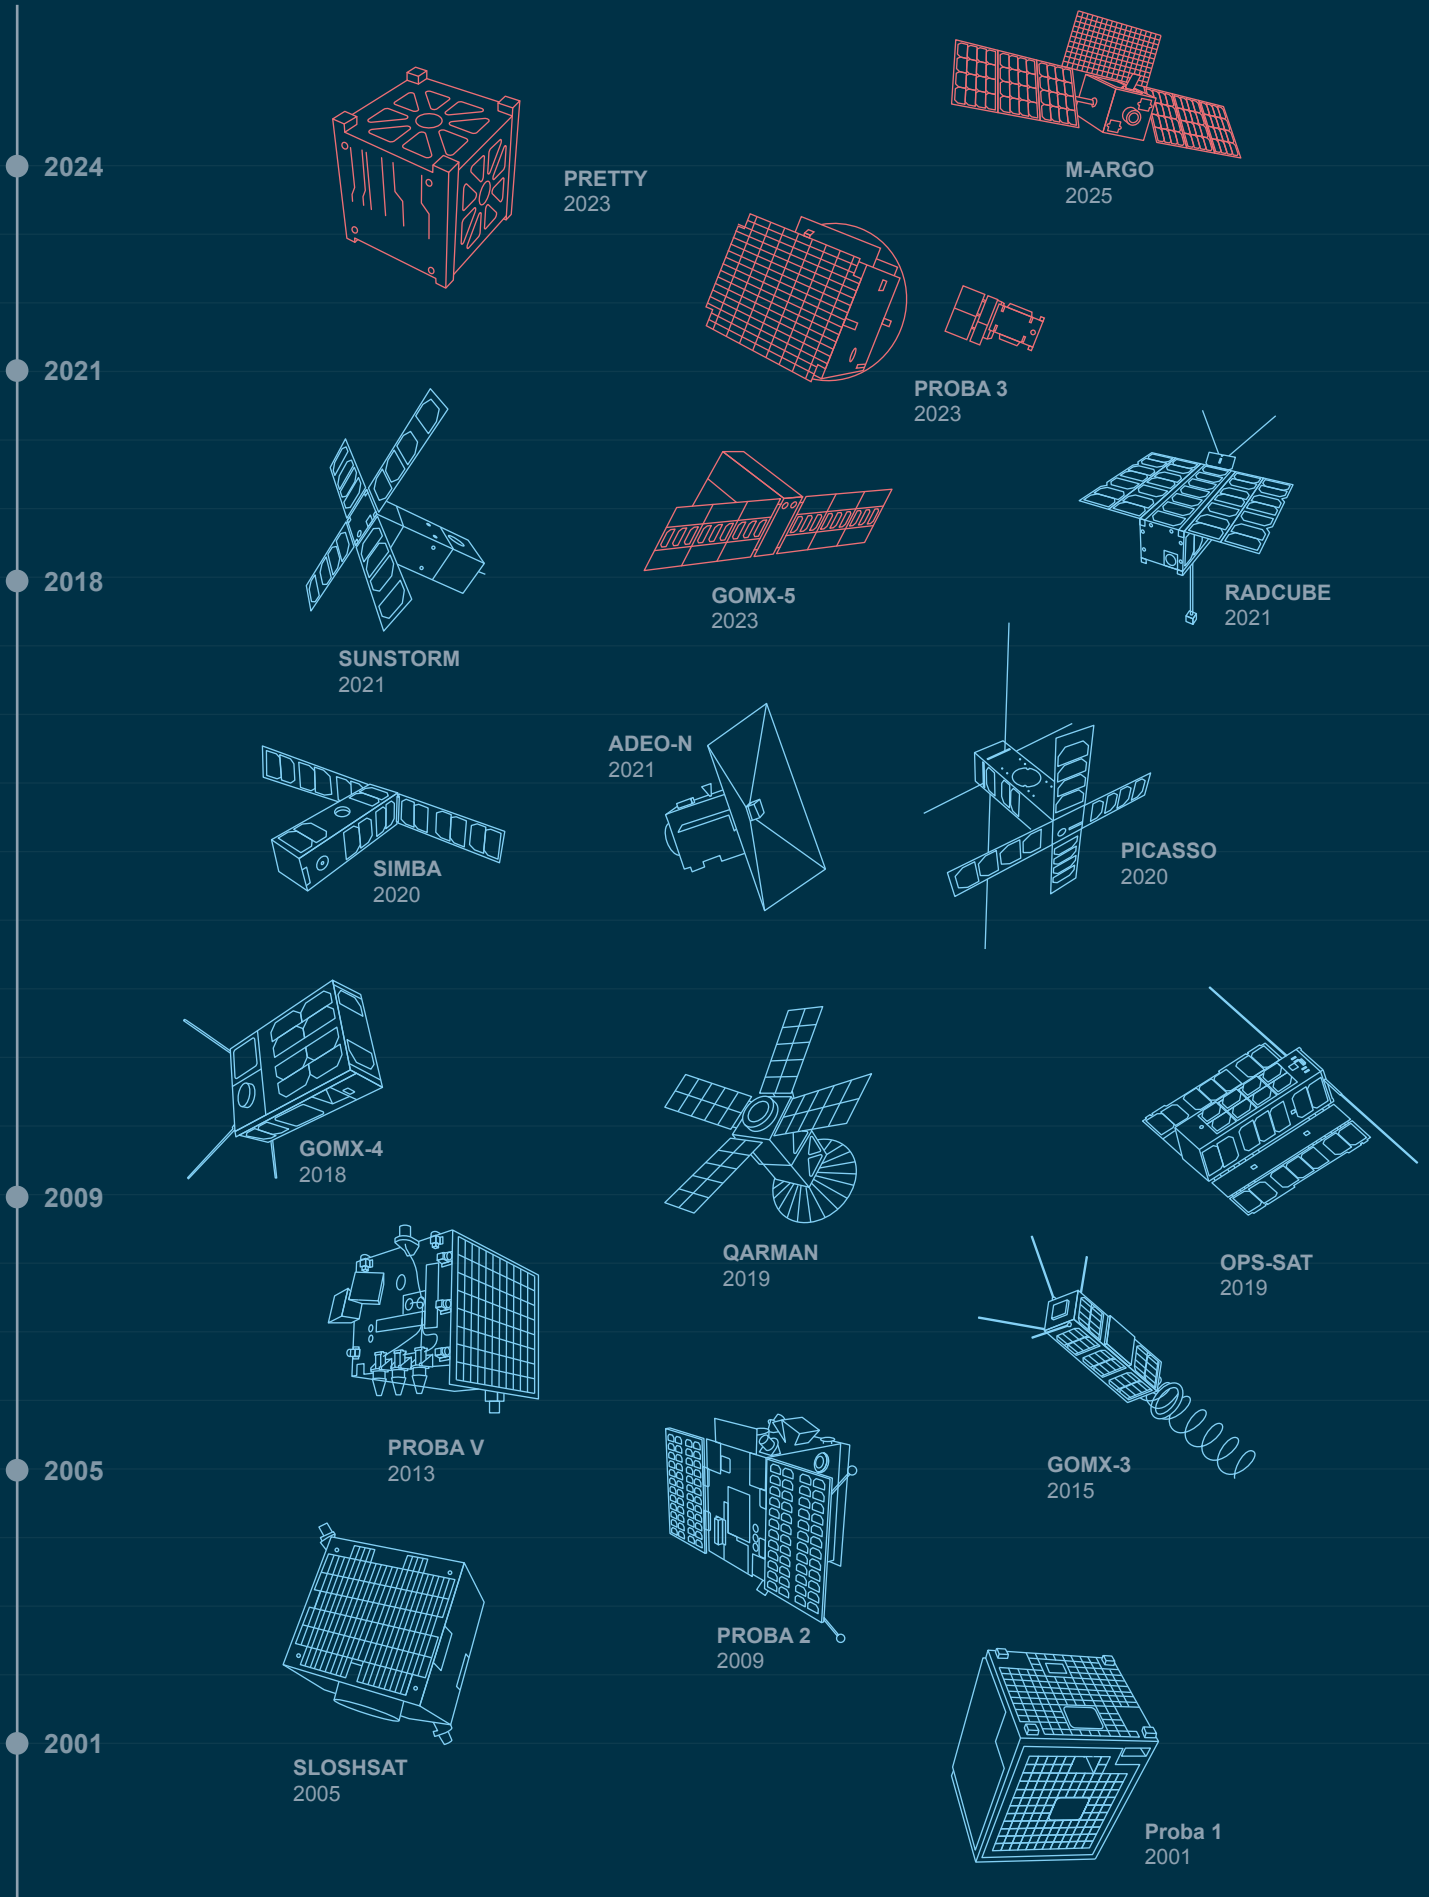 2024
PRETTY
2023
M-ARGO
2025
2021
PROBA 3
2023
2018
GOMX-5
2023
RADCUBE
2021
SUNSTORM
2021
ADEO-N
2021
SIMBA
2020
PICASSO
2020
GOMX-4
2018
2009
QARMAN
2019
OPS-SAT
2019
PROBA V
2013
2005
GOMX-3
2015
PROBA 2
2009
2001
SLOSHSAT
2005
Proba 1
2001